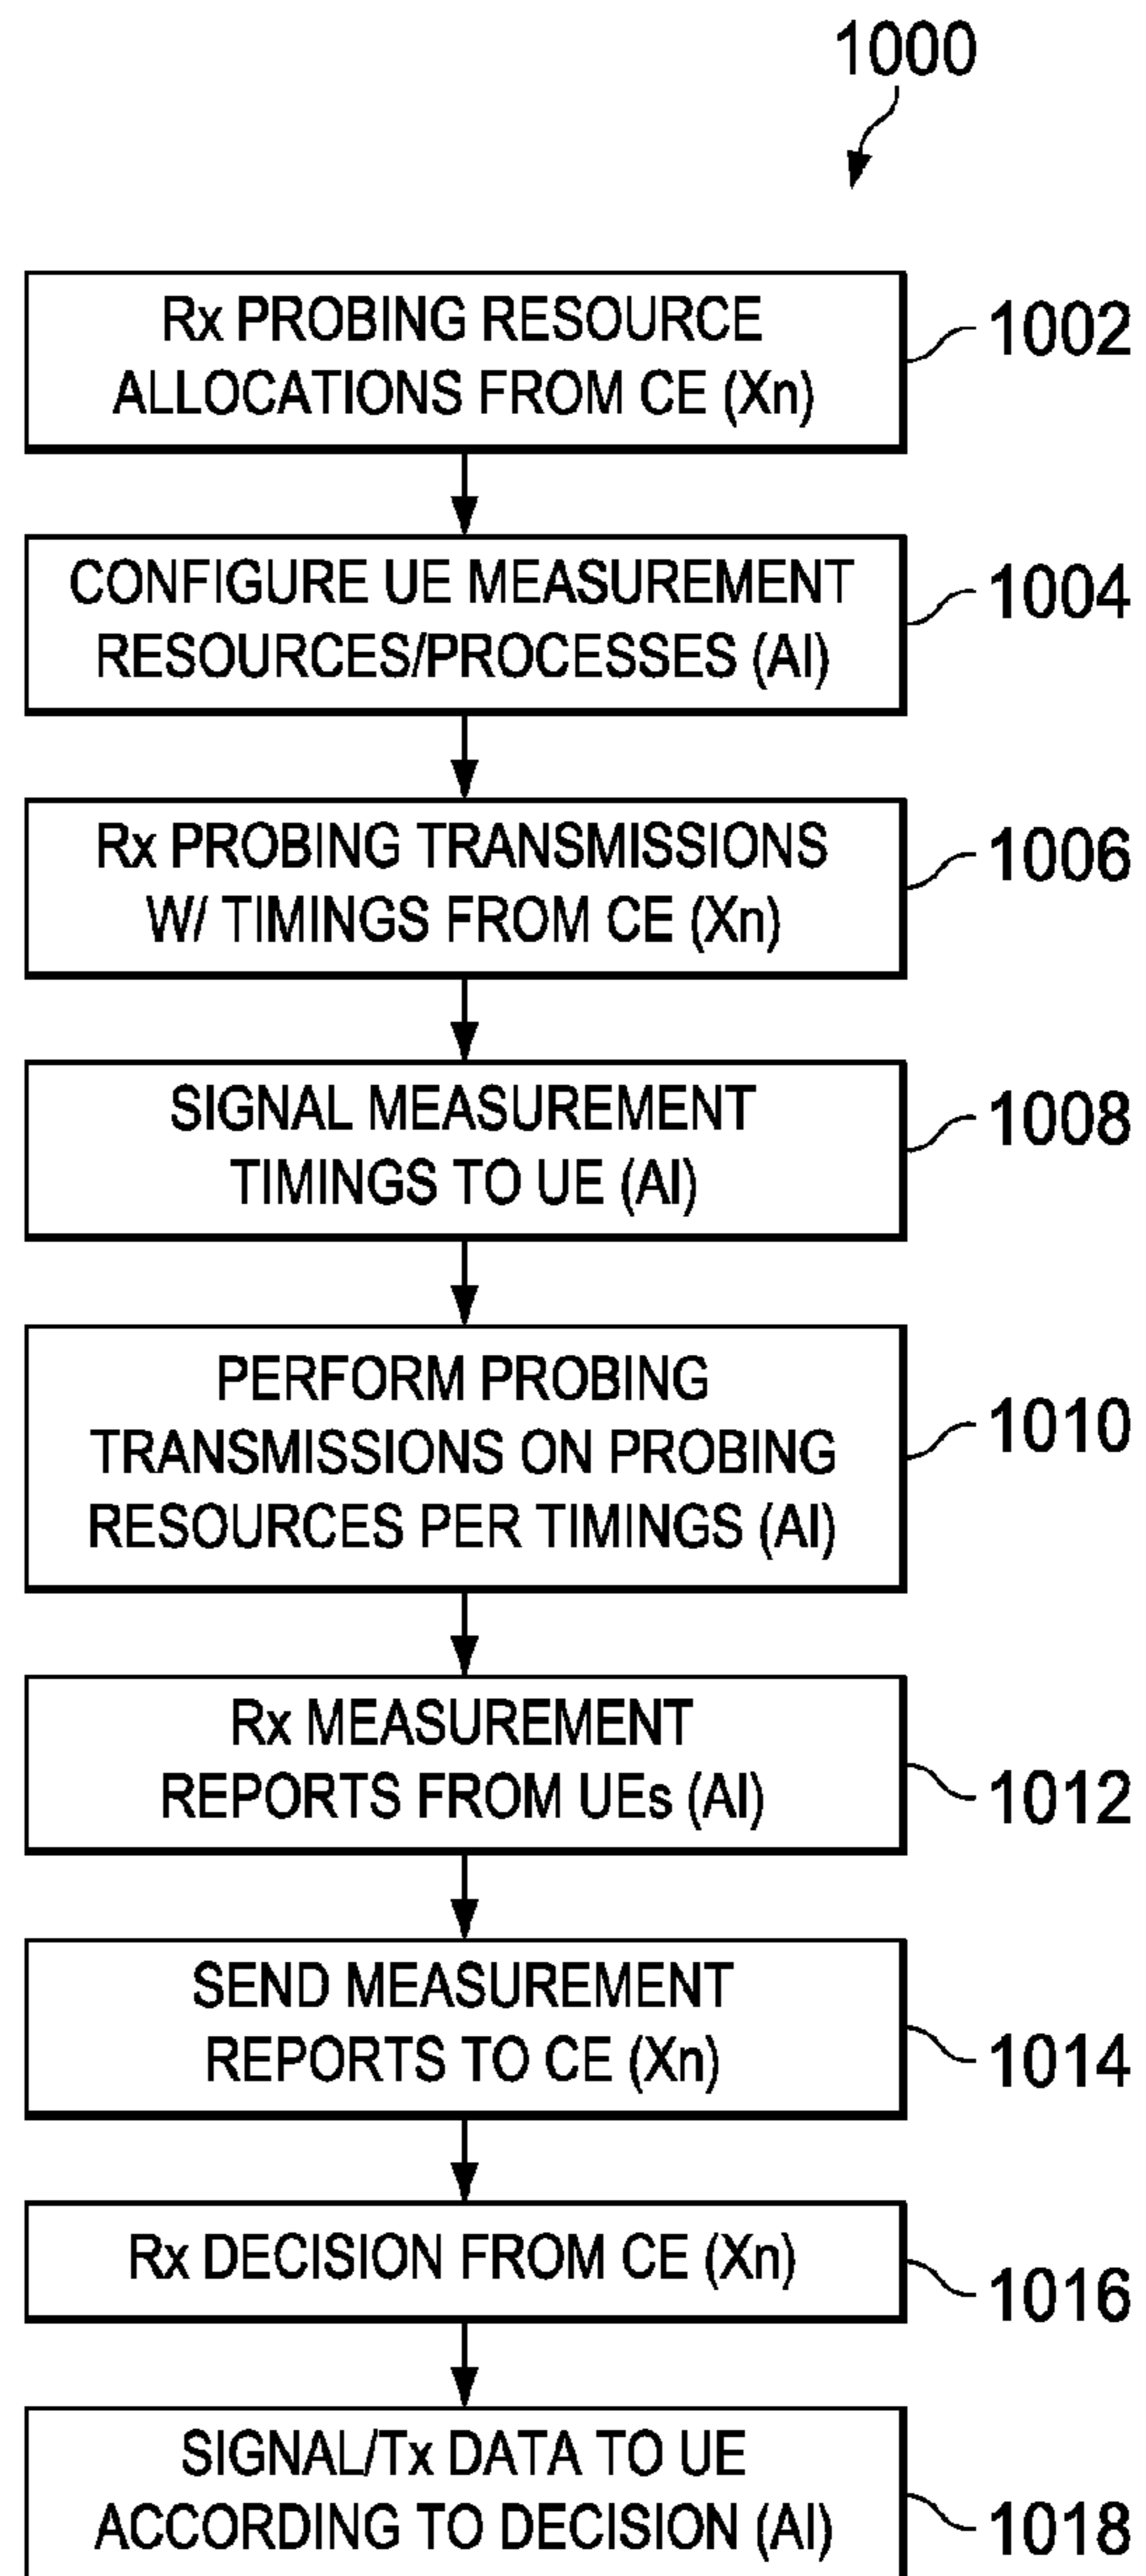 1000
Rx PROBING RESOURCE
ALLOCATIONS FROM CE (Xn)
1002
CONFIGURE UE MEASUREMENT
RESOURCES/PROCESSES (AI)
1004
Rx PROBING TRANSMISSIONS
W/ TIMINGS FROM CE (Xn)
1006
SIGNAL MEASUREMENT
TIMINGS TO UE (AI)
1008
PERFORM PROBING
TRANSMISSIONS ON PROBING
RESOURCES PER TIMINGS (AI)
1010
Rx MEASUREMENT
REPORTS FROM UEs (AI)
1012
SEND MEASUREMENT
REPORTS TO CE (Xn)
1014
Rx DECISION FROM CE (Xn)
1016
SIGNAL/Tx DATA TO UE
ACCORDING TO DECISION (AI)
1018